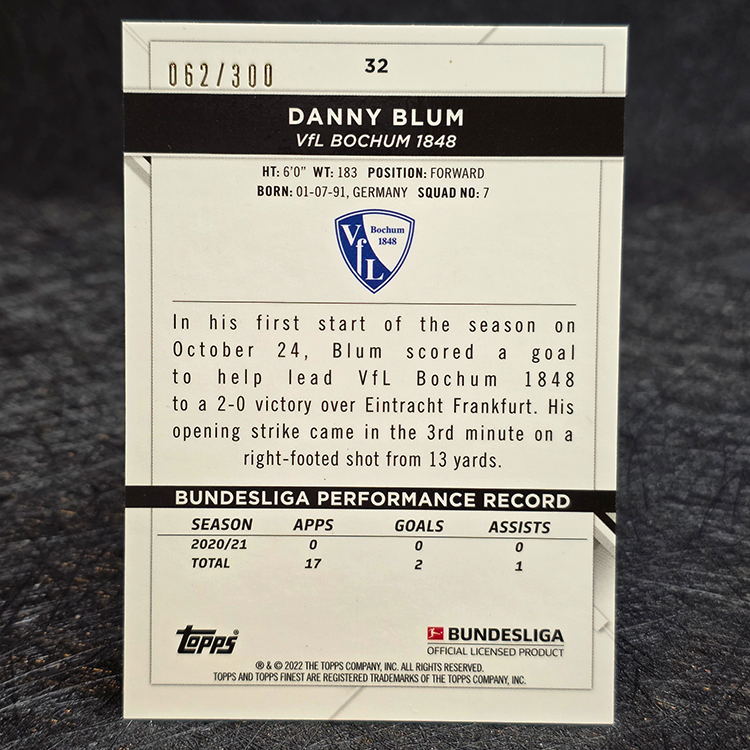 062/300
32
DANNY BLUM
VfL BOCHUM 1848
HT: 6'0" WT: 183 POSITION: FORWARD
BORN: 01-07-91, GERMANY SQUAD NO: 7
Bochum
1848
VfL
In his first start of the season on
October 24, Blum scored a goal
to help lead VfL Bochum 1848
to a 2-0 victory over Eintracht Frankfurt. His
opening strike came in the 3rd minute on a
right-footed shot from 13 yards.
BUNDESLIGA PERFORMANCE RECORD
SEASON APPS GOALS ASSISTS
2020/21 0 0 0
TOTAL 17 2 1
topps®
BUNDESLIGA
OFFICIAL LICENSED PRODUCT
® & © 2022 THE TOPPS COMPANY, INC. ALL RIGHTS RESERVED.
TOPPS AND TOPPS FINEST ARE REGISTERED TRADEMARKS OF THE TOPPS COMPANY, INC.